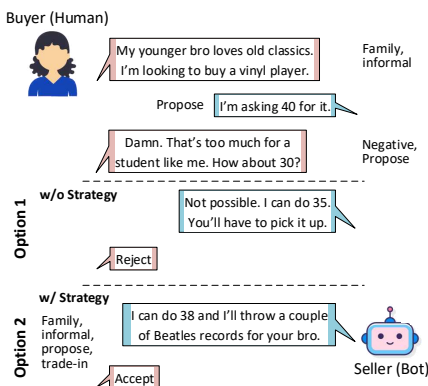 Buyer (Human)
My younger bro loves old classics.
I'm looking to buy a vinyl player.
Family,
informal
Propose
I'm asking 40 for it.
Damn. That's too much for a
student like me. How about 30?
Negative,
Propose
Option 1
w/o Strategy
Not possible. I can do 35.
You'll have to pick it up.
Reject
Option 2
w/ Strategy
Family,
informal,
propose,
trade-in
I can do 38 and I'll throw a couple
of Beatles records for your bro.
Seller (Bot)
Accept